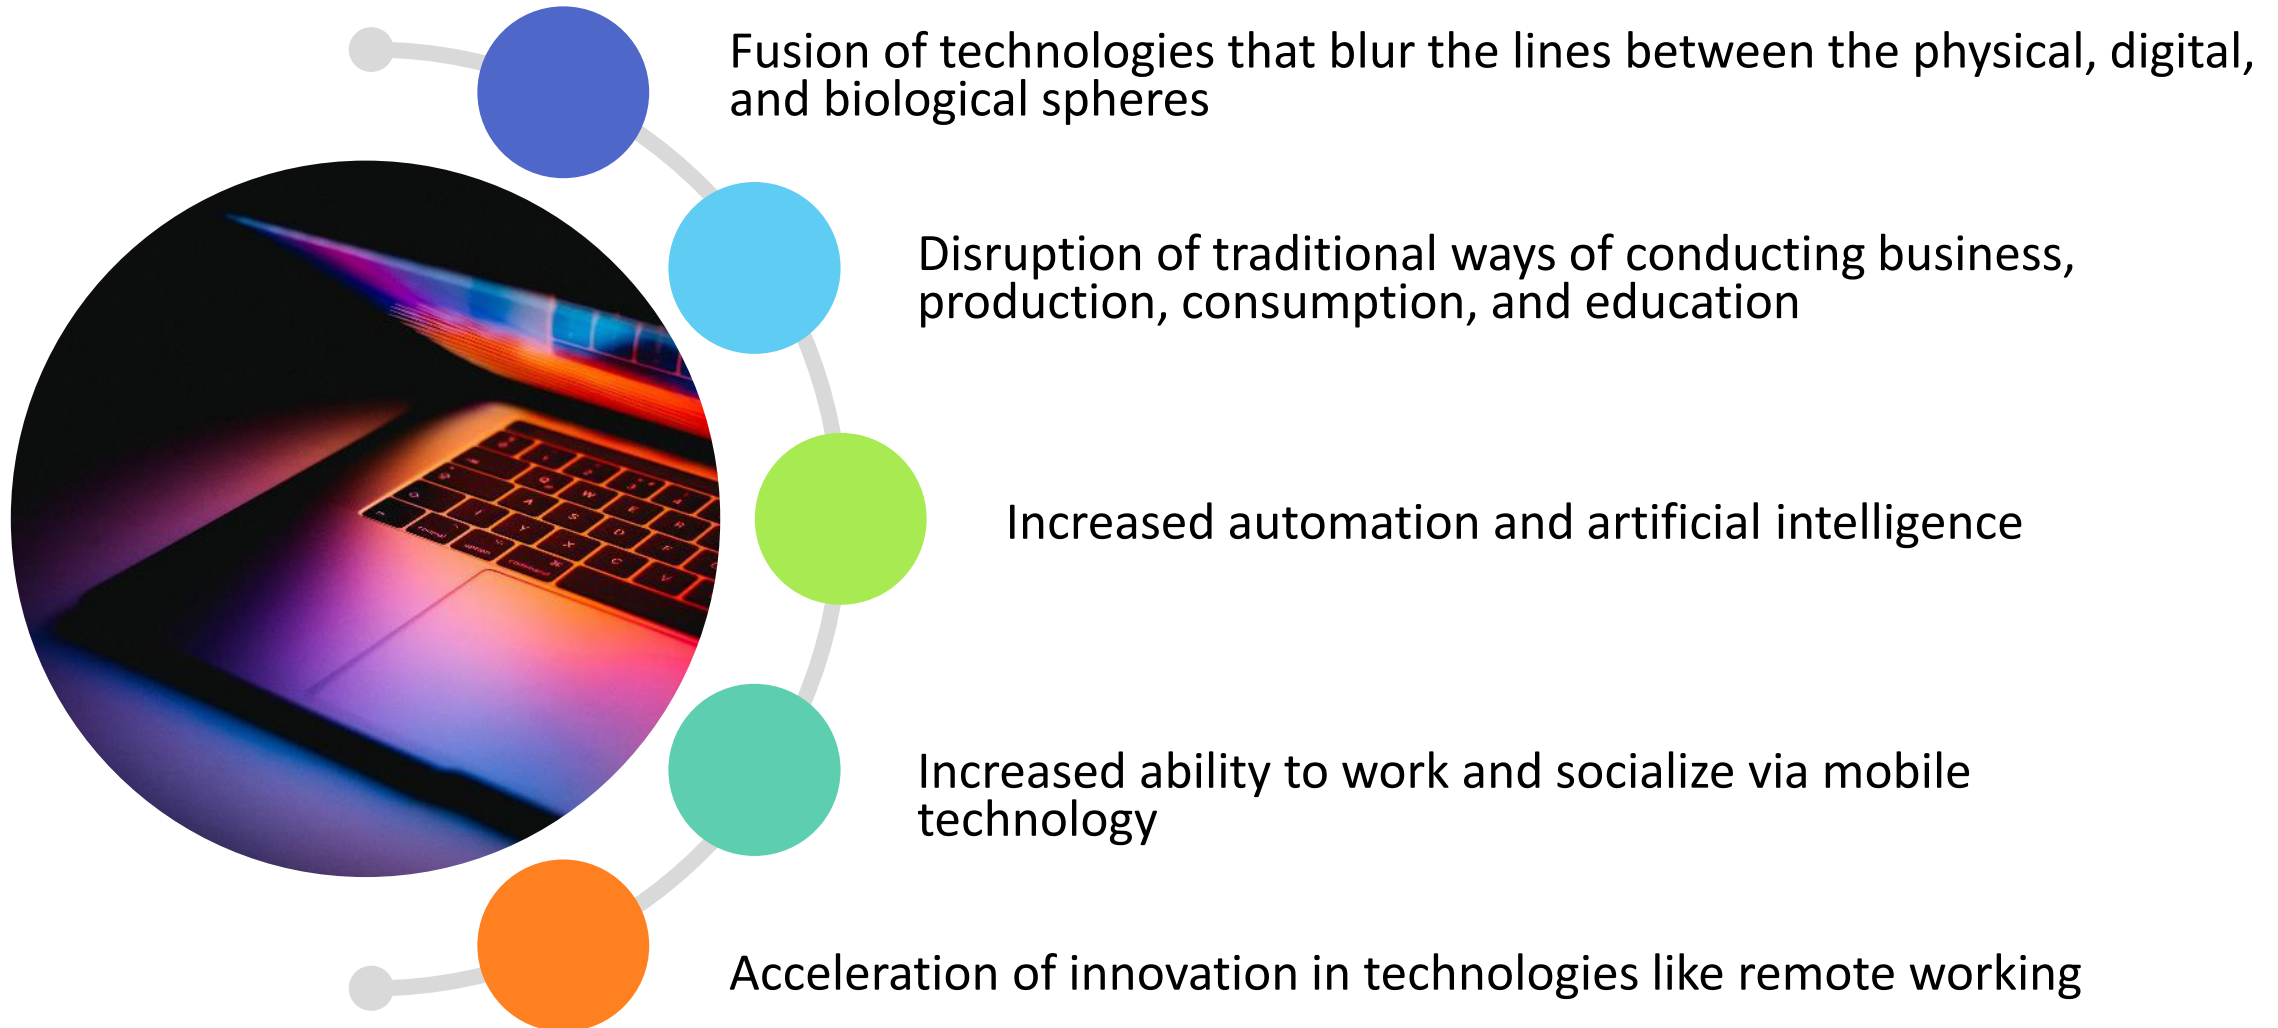 Fusion of technologies that blur the lines between the physical, digital,
and biological spheres
Disruption of traditional ways of conducting business,
production, consumption, and education
Increased automation and artificial intelligence
Increased ability to work and socialize via mobile
technology
Acceleration of innovation in technologies like remote working